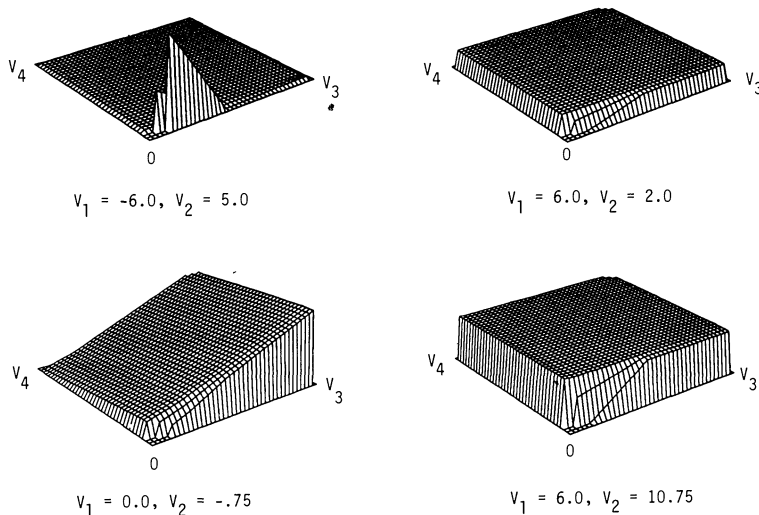 V4
V3
0
V1 = -6.0, V2 = 5.0
V4
V3
0
V1 = 6.0, V2 = 2.0
V4
V3
0
V1 = 0.0, V2 = -.75
V4
V3
0
V1 = 6.0, V2 = 10.75